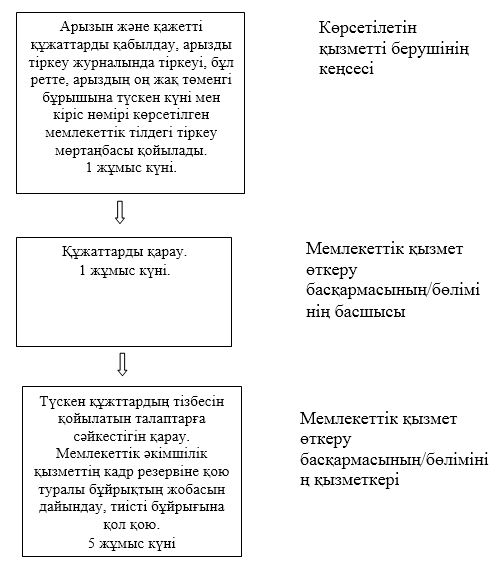 Арызын және қажетті
құжаттарды қабылдау, арызды
тіркеу журналында тіркеуі, бұл
ретте, арыздың оң жақ төменгі
бұрышына түскен күні мен
кіріс нөмірі көрсетілген
мемлекеттік тілдегі тіркеу
мөртаңбасы қойылады.
1 жұмыс күні.
Көрсетілетін
қызметті берушінің
кеңсесі
Құжаттарды қарау.
1 жұмыс күні.
Мемлекеттік қызмет
өткеру
басқармасының/бөлімі
нің басшысы
Түскен құжттардың тізбесін
қойылатын талаптарға
сәйкестігін қарау.
Мемлекеттік әкімшілік
қызметтің кадр резервіне қою
туралы бұйрықтың жобасын
дайындау, тиісті бұйрығына
қол қою.
5 жұмыс күні
Мемлекеттік қызмет
өткеру
басқармасының/бөліміні
ң қызметкері